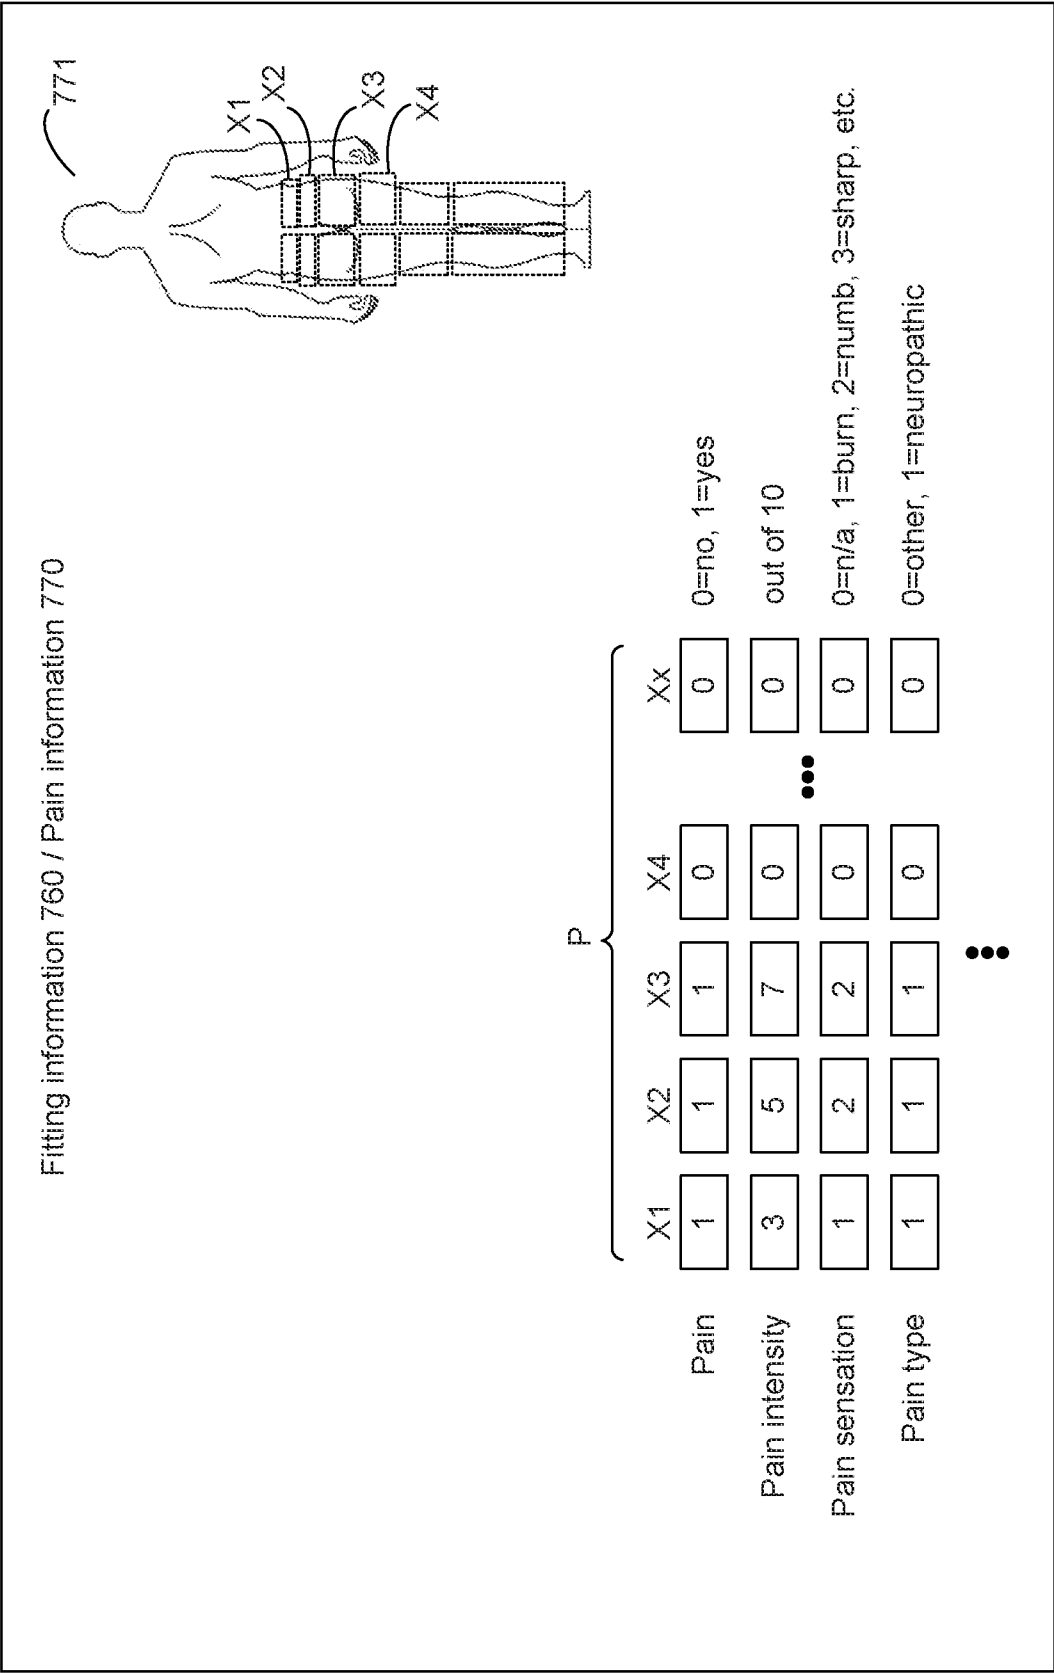 Fitting information 760 / Pain information 770
771
X1
X2
X3
X4
P
X1 X2 X3 X4 Xx
Pain 1 1 1 0 0 0=no, 1=yes
Pain intensity 3 5 7 0 0 out of 10
Pain sensation 1 2 2 0 0 0=n/a, 1=burn, 2=numb, 3=sharp, etc.
Pain type 1 1 1 0 0 0=other, 1=neuropathic